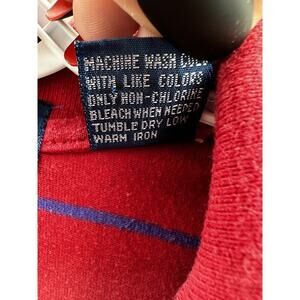 MACHINE WASH COLD
WITH LIKE COLORS
ONLY NON-CHLORINE
BLEACH WHEN NEEDED
TUMBLE DRY LOW
WARM IRON